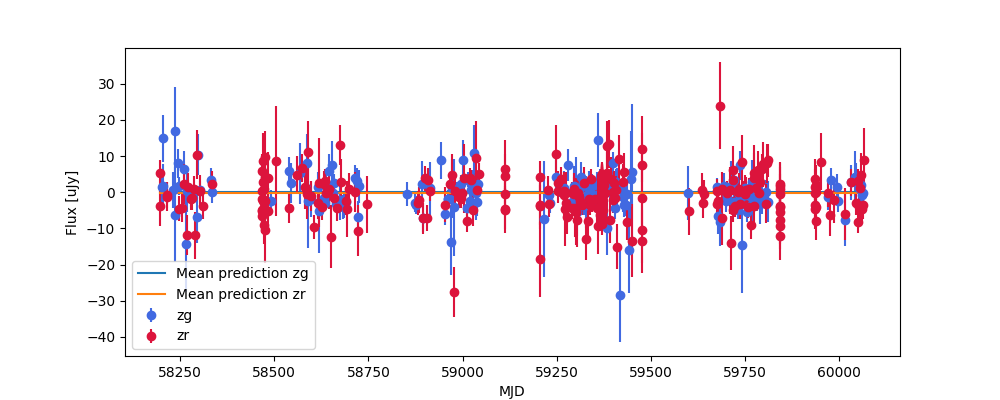 30
20
10
0
−10
−20
−30
−40
Flux [uJy]
Mean prediction zg
Mean prediction zr
zg
zr
58250 58500 58750 59000 59250 59500 59750 60000
MJD